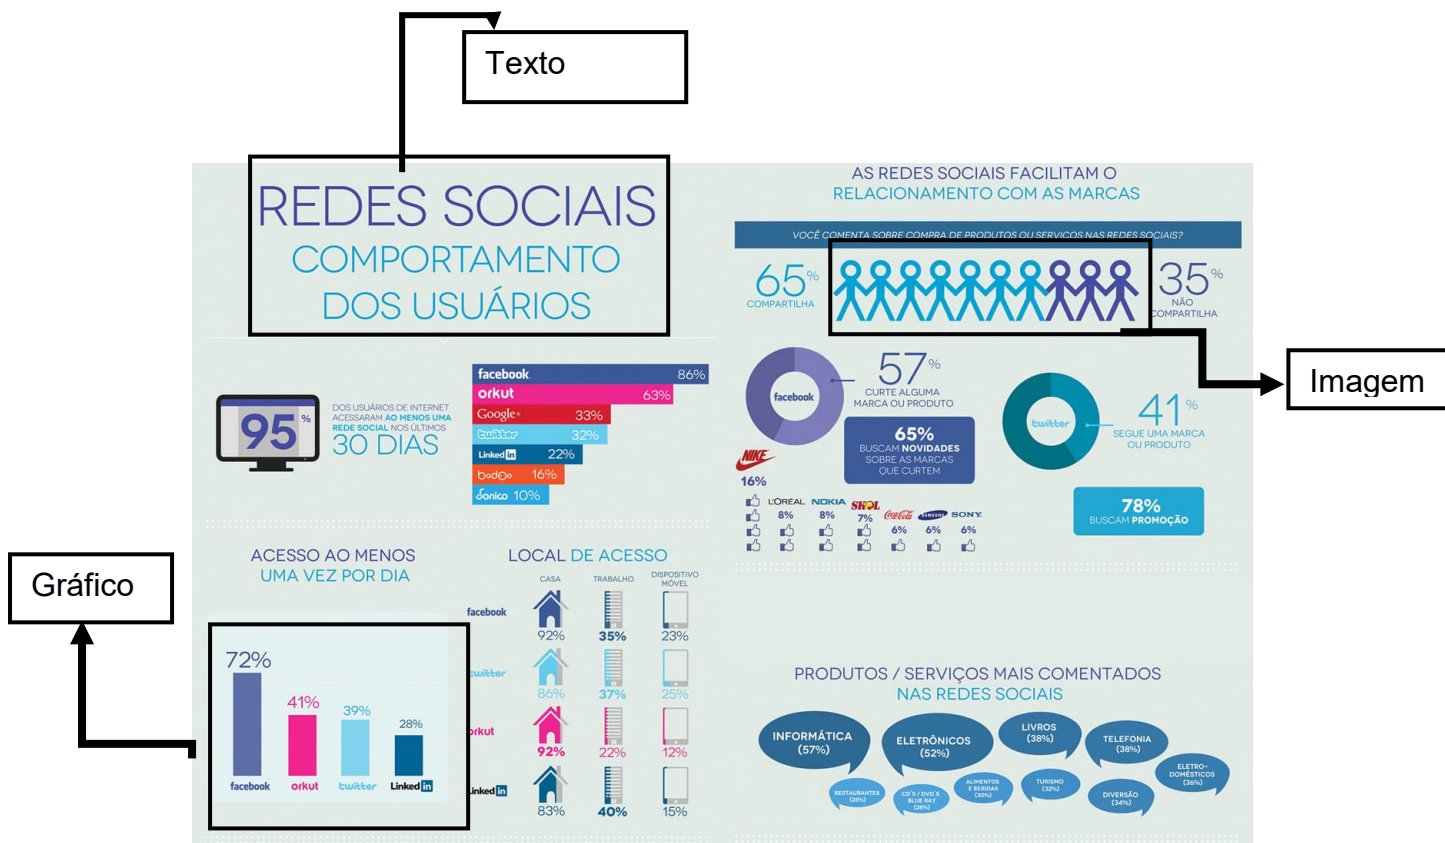 Texto
REDES SOCIAIS
COMPORTAMENTO
DOS USUÁRIOS
95%
DOS USUÁRIOS DE INTERNET
ACESSARAM AO MENOS UMA
REDE SOCIAL NOS ÚLTIMOS
30 DIAS
facebook 86%
orkut 63%
Google+ 33%
twitter 32%
Linked in 22%
badoo 16%
Sonico 10%
Gráfico
ACESSO AO MENOS
UMA VEZ POR DIA
72%
41%
39%
28%
facebook orkut twitter Linked in
LOCAL DE ACESSO
CASA TRABALHO DISPOSITIVO
MÓVEL
facebook
92% 35% 23%
twitter
86% 37% 25%
orkut
92% 22% 12%
Linked in
83% 40% 15%
AS REDES SOCIAIS FACILITAM O
RELACIONAMENTO COM AS MARCAS
VOCÊ COMENTA SOBRE COMPRA DE PRODUTOS OU SERVICOS NAS REDES SOCIAIS?
65%
COMPARTILHA
35%
NÃO
COMPARTILHA
Imagem
facebook
57%
CURTE ALGUMA
MARCA OU PRODUTO
65%
BUSCAM NOVIDADES
SOBRE AS MARCAS
QUE CURTEM
twitter
41%
SEGUE UMA MARCA
OU PRODUTO
78%
BUSCAM PROMOÇÃO
NIKE
16%
L'ORÉAL NOKIA SKOL Coca-Cola SAMSUNG SONY
8% 8% 7% 6% 6% 6%
PRODUTOS / SERVIÇOS MAIS COMENTADOS
NAS REDES SOCIAIS
INFORMÁTICA
(57%)
ELETRÔNICOS
(52%)
LIVROS
(38%)
TELEFONIA
(38%)
ELETRO-
DOMÉSTICOS
(36%)
RESTAURANTES
(28%)
CD´S / DVD´S
BLUE RAY
(28%)
ALIMENTOS
E BEBIDAS
(30%)
TURISMO
(32%)
DIVERSÃO
(34%)